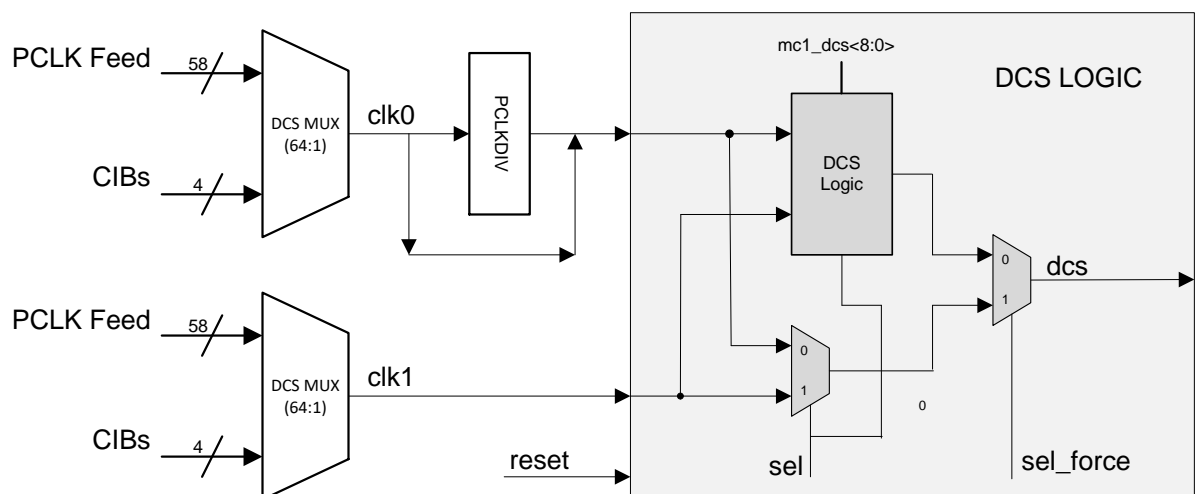 PCLK Feed
58
CIBs
4
DCS MUX
(64:1)
clk0
PCLKDIV
mc1_dcs<8:0>
DCS LOGIC
DCS
Logic
0
1
dcs
PCLK Feed
58
CIBs
4
DCS MUX
(64:1)
clk1
0
1
0
reset
sel
sel_force